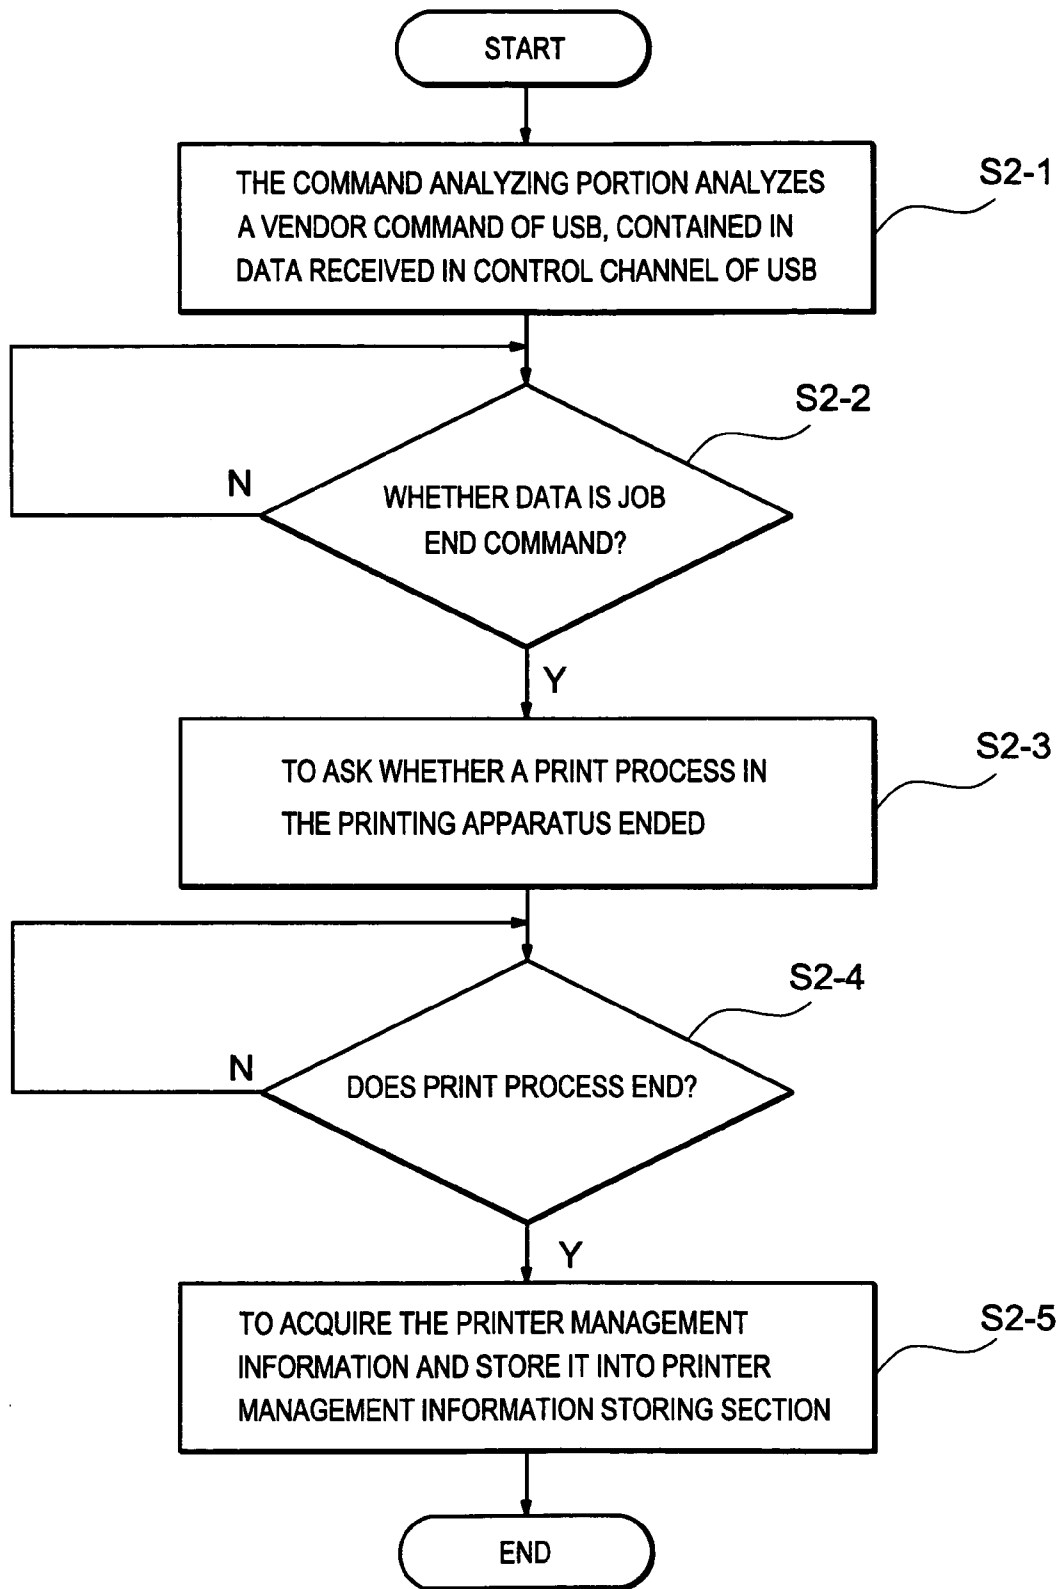 START
THE COMMAND ANALYZING PORTION ANALYZES
A VENDOR COMMAND OF USB, CONTAINED IN
DATA RECEIVED IN CONTROL CHANNEL OF USB
S2-1
S2-2
N
WHETHER DATA IS JOB
END COMMAND?
Y
TO ASK WHETHER A PRINT PROCESS IN
THE PRINTING APPARATUS ENDED
S2-3
S2-4
N
DOES PRINT PROCESS END?
Y
TO ACQUIRE THE PRINTER MANAGEMENT
INFORMATION AND STORE IT INTO PRINTER
MANAGEMENT INFORMATION STORING SECTION
S2-5
END